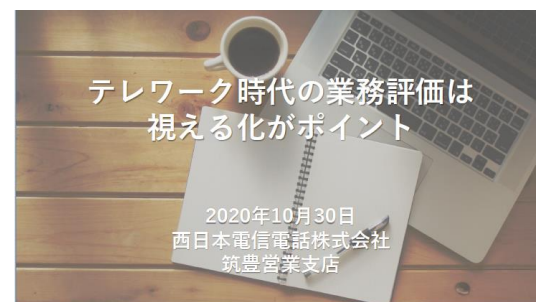 テレワーク時代の業務評価は
視える化がポイント
2020年10月30日
西日本電信電話株式会社
筑豊営業支店